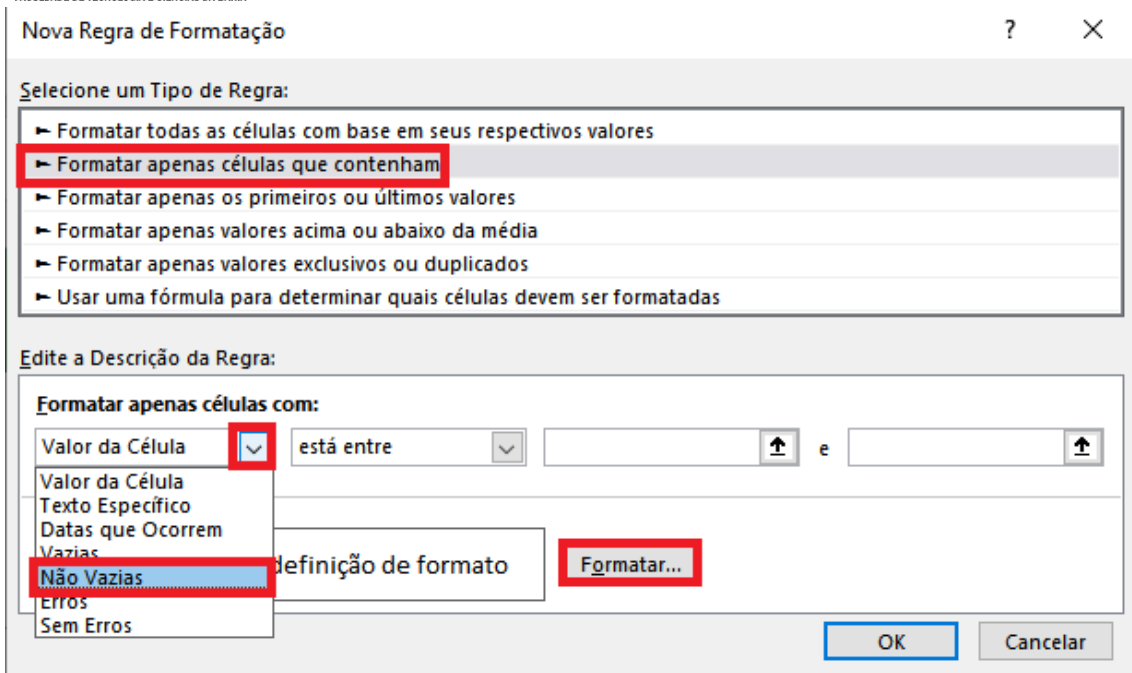 Nova Regra de Formatação ? ×
Selecione um Tipo de Regra:
► Formatar todas as células com base em seus respectivos valores
► Formatar apenas células que contenham
► Formatar apenas os primeiros ou últimos valores
► Formatar apenas valores acima ou abaixo da média
► Formatar apenas valores exclusivos ou duplicados
► Usar uma fórmula para determinar quais células devem ser formatadas
Edite a Descrição da Regra:
Formatar apenas células com:
Valor da Célula está entre e
Valor da Célula
Texto Específico
Datas que Ocorrem
Vazias
Não Vazias
definição de formato Formatar...
Erros
Sem Erros
OK Cancelar